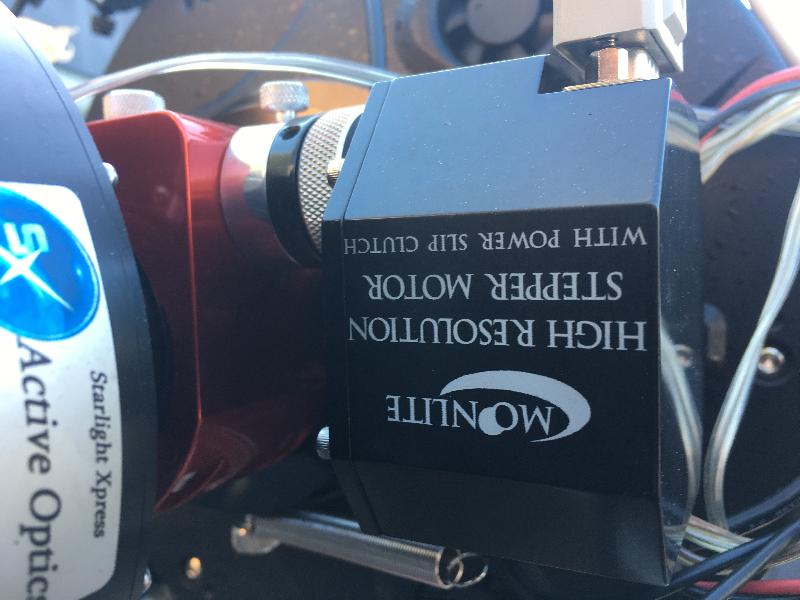 MOONLITE
HIGH RESOLUTION
STEPPER MOTOR
WITH POWER SLIP CLUTCH
SX
Starlight Xpress
Active Optics